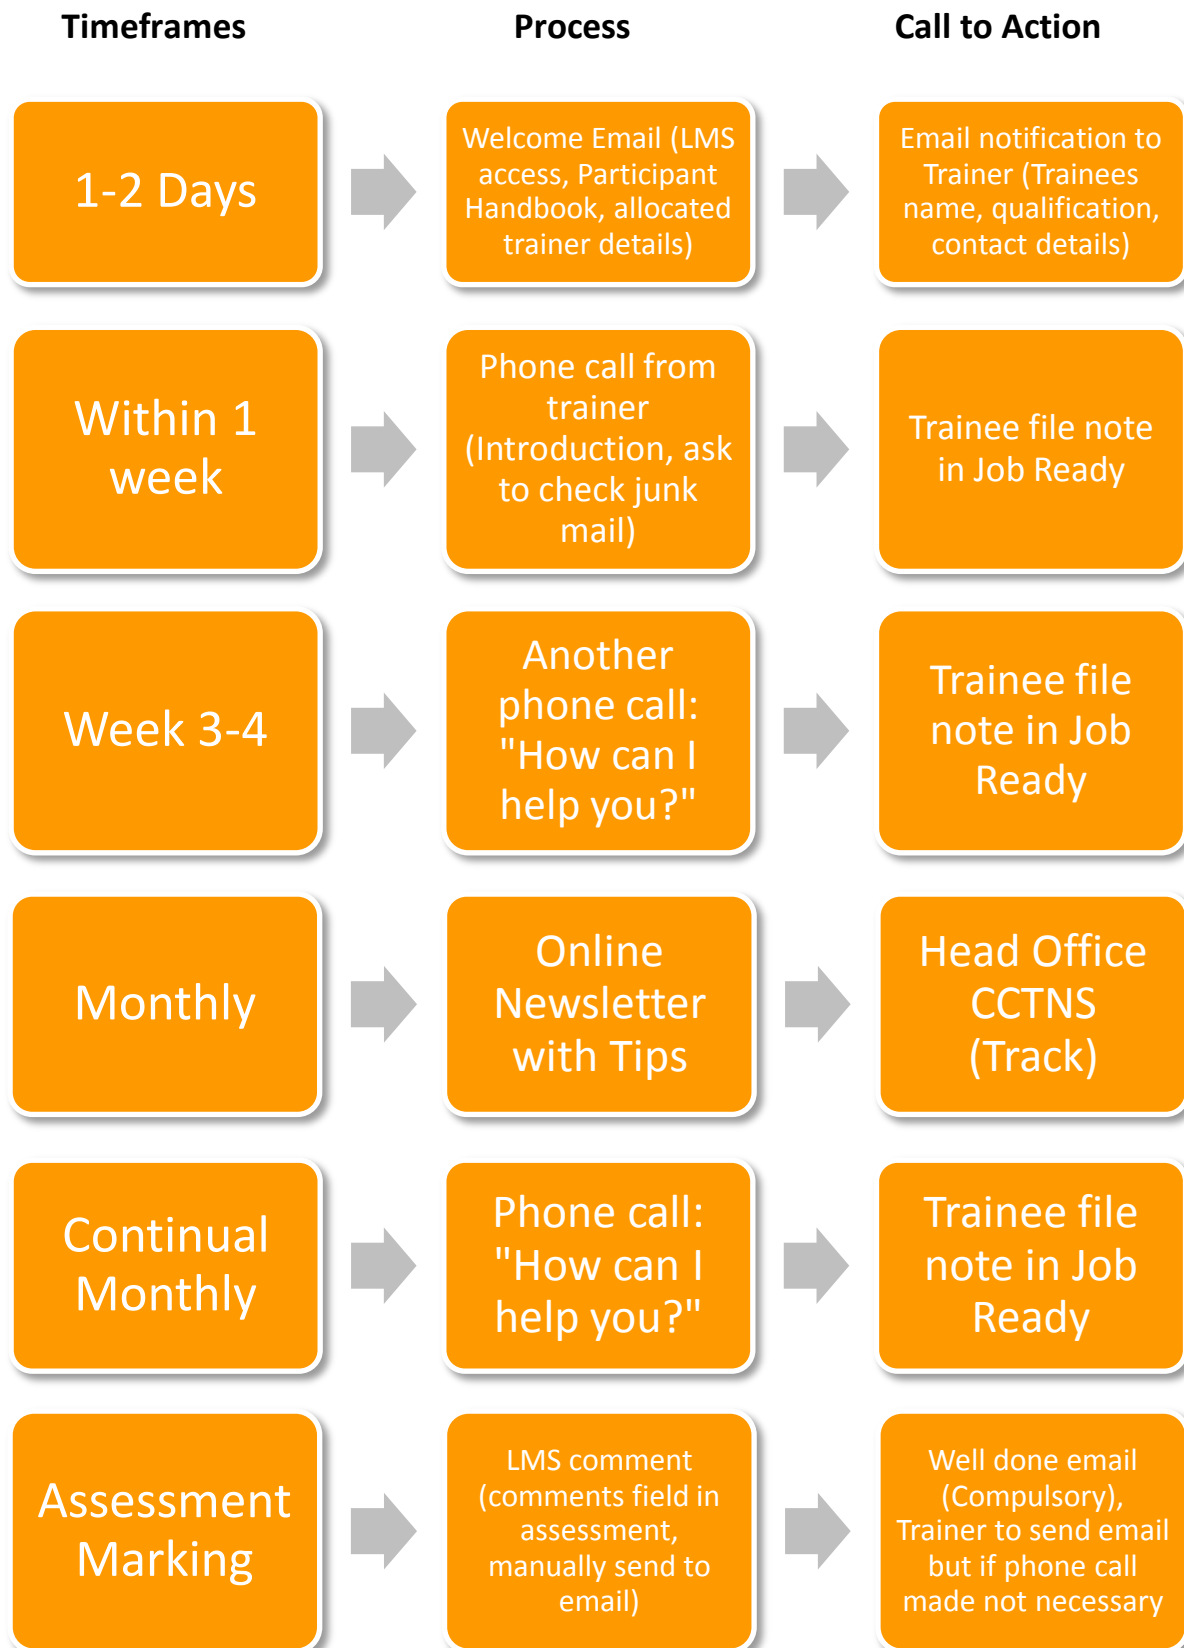 Timeframes
Process
Call to Action
1-2 Days
Welcome Email (LMS
access, Participant
Handbook, allocated
trainer details)
Email notification to
Trainer (Trainees
name, qualification,
contact details)
Within 1
week
Phone call from
trainer
(Introduction, ask
to check junk
mail)
Trainee file note
in Job Ready
Week 3-4
Another
phone call:
"How can I
help you?"
Trainee file
note in Job
Ready
Monthly
Online
Newsletter
with Tips
Head Office
CCTNS
(Track)
Continual
Monthly
Phone call:
"How can I
help you?"
Trainee file
note in Job
Ready
Assessment
Marking
LMS comment
(comments field in
assessment,
manually send to
email)
Well done email
(Compulsory),
Trainer to send email
but if phone call
made not necessary